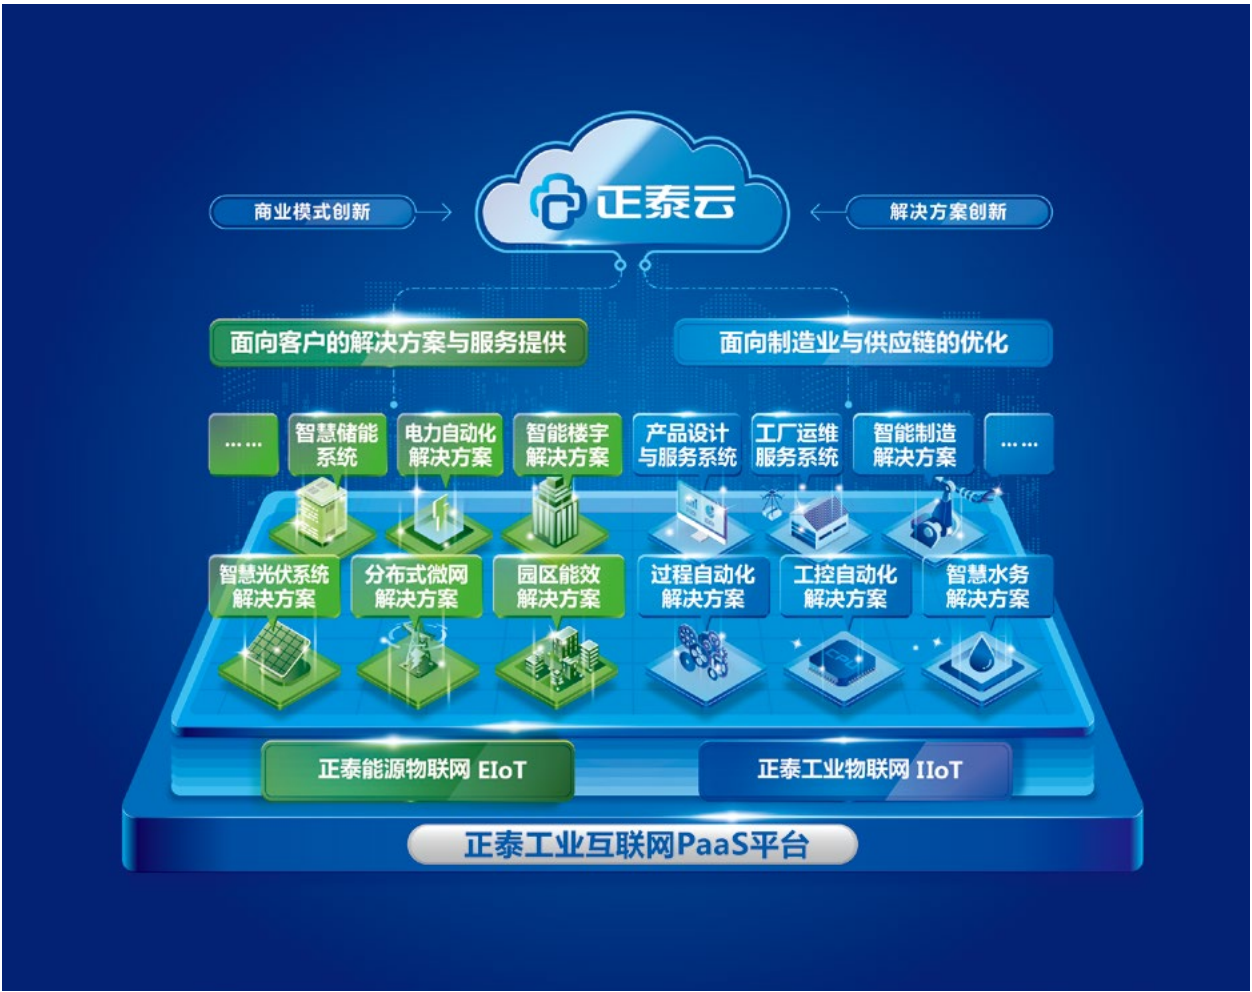 正泰云
商业模式创新
解决方案创新
面向客户的解决方案与服务提供
面向制造业与供应链的优化
... ...
智慧储能
系统
电力自动化
解决方案
智能楼宇
解决方案
产品设计
与服务系统
工厂运维
服务系统
智能制造
解决方案
... ...
智慧光伏系统
解决方案
分布式微网
解决方案
园区能效
解决方案
过程自动化
解决方案
工控自动化
解决方案
智慧水务
解决方案
CPU
正泰能源物联网 EIoT
正泰工业物联网 IIoT
正泰工业互联网PaaS平台